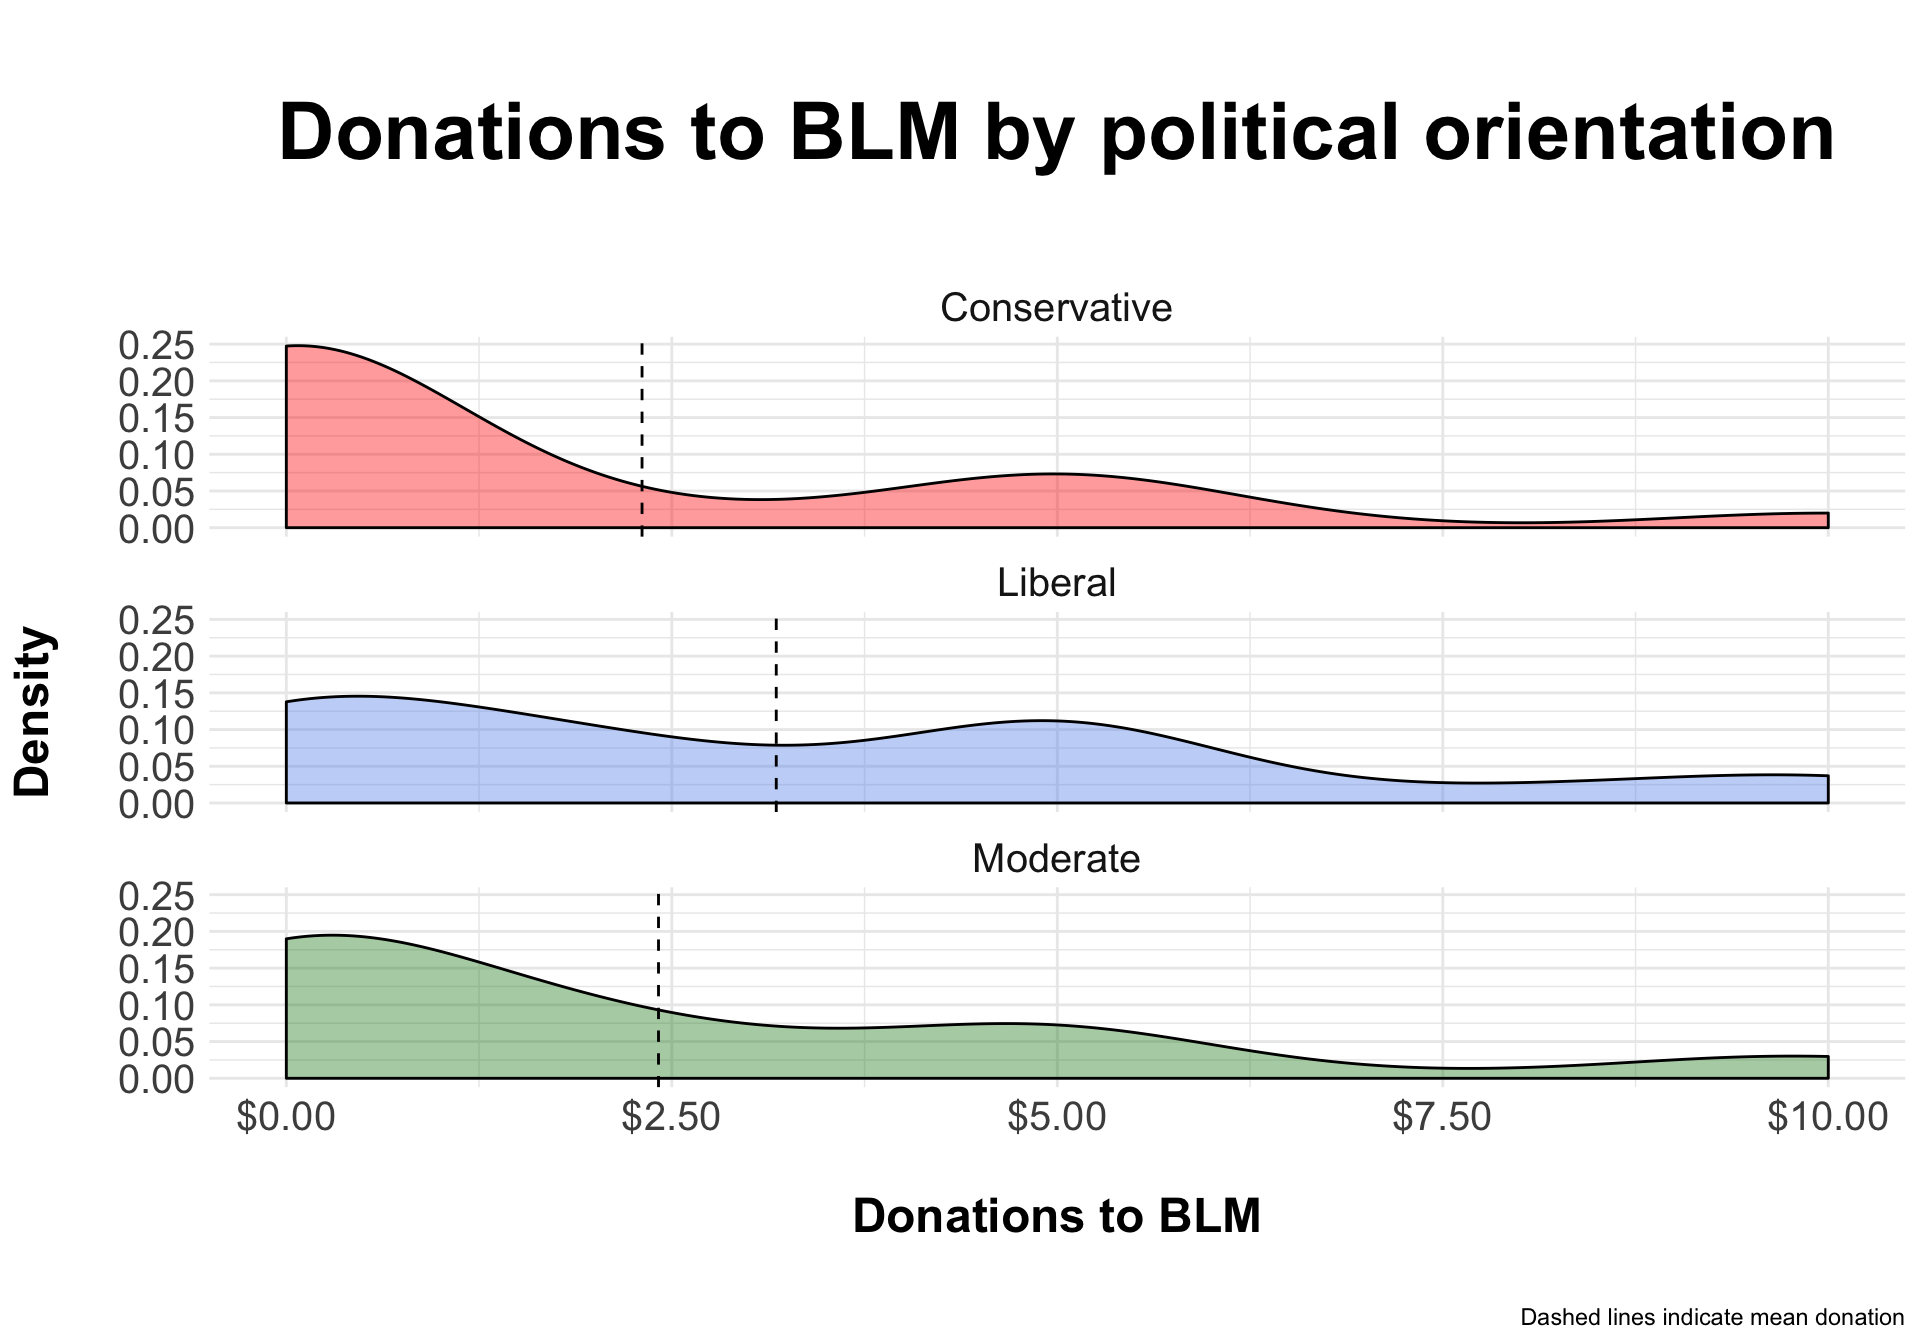 Donations to BLM by political orientation
Conservative
0.25
0.20
0.15
0.10
0.05
0.00
Liberal
0.25
0.20
0.15
0.10
0.05
0.00
Density
Moderate
0.25
0.20
0.15
0.10
0.05
0.00
$0.00 $2.50 $5.00 $7.50 $10.00
Donations to BLM
Dashed lines indicate mean donation